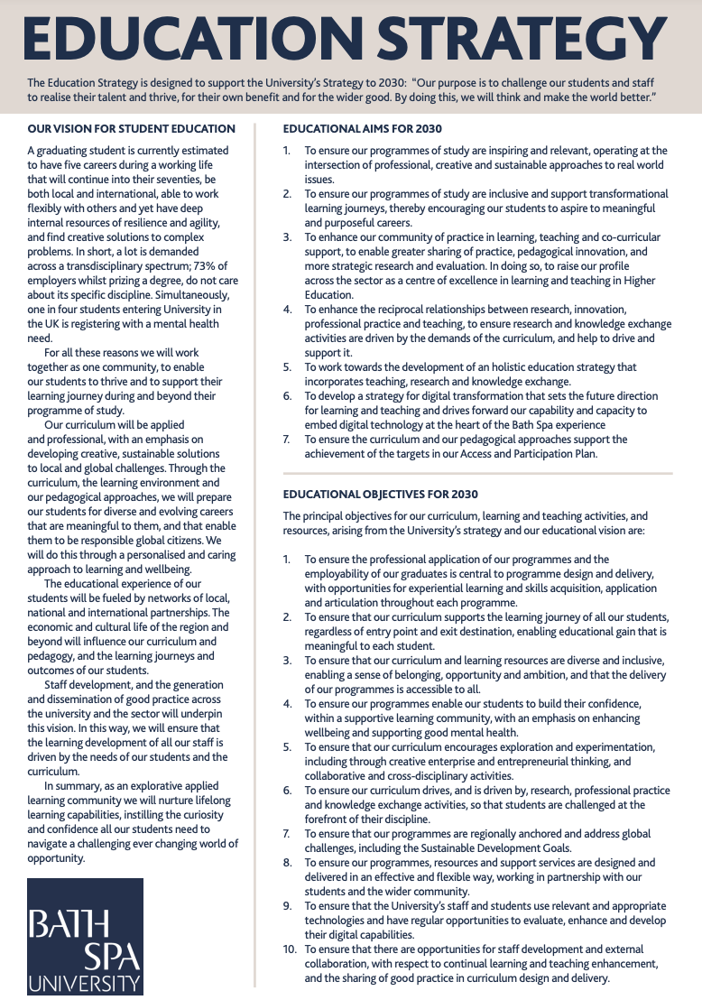 EDUCATION STRATEGY
The Education Strategy is designed to support the University's Strategy to 2030:  "Our purpose is to challenge our students and staff
to realise their talent and thrive, for their own benefit and for the wider good. By doing this, we will think and make the world better."
OUR VISION FOR STUDENT EDUCATION
A graduating student is currently estimated
to have five careers during a working life
that will continue into their seventies, be
both local and international, able to work
flexibly with others and yet have deep
internal resources of resilience and agility,
and find creative solutions to complex
problems. In short, a lot is demanded
across a transdisciplinary spectrum; 73% of
employers whilst prizing a degree, do not care
about its specific discipline. Simultaneously,
one in four students entering University in
the UK is registering with a mental health
need.
For all these reasons we will work
together as one community, to enable
our students to thrive and to support their
learning journey during and beyond their
programme of study.
Our curriculum will be applied
and professional, with an emphasis on
developing creative, sustainable solutions
to local and global challenges. Through the
curriculum, the learning environment and
our pedagogical approaches, we will prepare
our students for diverse and evolving careers
that are meaningful to them, and that enable
them to be responsible global citizens. We
will do this through a personalised and caring
approach to learning and wellbeing.
The educational experience of our
students will be fueled by networks of local,
national and international partnerships. The
economic and cultural life of the region and
beyond will influence our curriculum and
pedagogy, and the learning journeys and
outcomes of our students.
Staff development, and the generation
and dissemination of good practice across
the university and the sector will underpin
this vision. In this way, we will ensure that
the learning development of all our staff is
driven by the needs of our students and the
curriculum.
In summary, as an explorative applied
learning community we will nurture lifelong
learning capabilities, instilling the curiosity
and confidence all our students need to
navigate a challenging ever changing world of
opportunity.
BATH
SPA
UNIVERSITY
EDUCATIONAL AIMS FOR 2030
1. To ensure our programmes of study are inspiring and relevant, operating at the
intersection of professional, creative and sustainable approaches to real world
issues.
2. To ensure our programmes of study are inclusive and support transformational
learning journeys, thereby encouraging our students to aspire to meaningful
and purposeful careers.
3. To enhance our community of practice in learning, teaching and co-curricular
support, to enable greater sharing of practice, pedagogical innovation, and
more strategic research and evaluation. In doing so, to raise our profile
across the sector as a centre of excellence in learning and teaching in Higher
Education.
4. To enhance the reciprocal relationships between research, innovation,
professional practice and teaching, to ensure research and knowledge exchange
activities are driven by the demands of the curriculum, and help to drive and
support it.
5. To work towards the development of an holistic education strategy that
incorporates teaching, research and knowledge exchange.
6. To develop a strategy for digital transformation that sets the future direction
for learning and teaching and drives forward our capability and capacity to
embed digital technology at the heart of the Bath Spa experience
7. To ensure the curriculum and our pedagogical approaches support the
achievement of the targets in our Access and Participation Plan.
EDUCATIONAL OBJECTIVES FOR 2030
The principal objectives for our curriculum, learning and teaching activities, and
resources, arising from the University's strategy and our educational vision are:
1. To ensure the professional application of our programmes and the
employability of our graduates is central to programme design and delivery,
with opportunities for experiential learning and skills acquisition, application
and articulation throughout each programme.
2. To ensure that our curriculum supports the learning journey of all our students,
regardless of entry point and exit destination, enabling educational gain that is
meaningful to each student.
3. To ensure that our curriculum and learning resources are diverse and inclusive,
enabling a sense of belonging, opportunity and ambition, and that the delivery
of our programmes is accessible to all.
4. To ensure our programmes enable our students to build their confidence,
within a supportive learning community, with an emphasis on enhancing
wellbeing and supporting good mental health.
5. To ensure that our curriculum encourages exploration and experimentation,
including through creative enterprise and entrepreneurial thinking, and
collaborative and cross-disciplinary activities.
6. To ensure our curriculum drives, and is driven by, research, professional practice
and knowledge exchange activities, so that students are challenged at the
forefront of their discipline.
7. To ensure that our programmes are regionally anchored and address global
challenges, including the Sustainable Development Goals.
8. To ensure our programmes, resources and support services are designed and
delivered in an effective and flexible way, working in partnership with our
students and the wider community.
9. To ensure that the University's staff and students use relevant and appropriate
technologies and have regular opportunities to evaluate, enhance and develop
their digital capabilities.
10. To ensure that there are opportunities for staff development and external
collaboration, with respect to continual learning and teaching enhancement,
and the sharing of good practice in curriculum design and delivery.